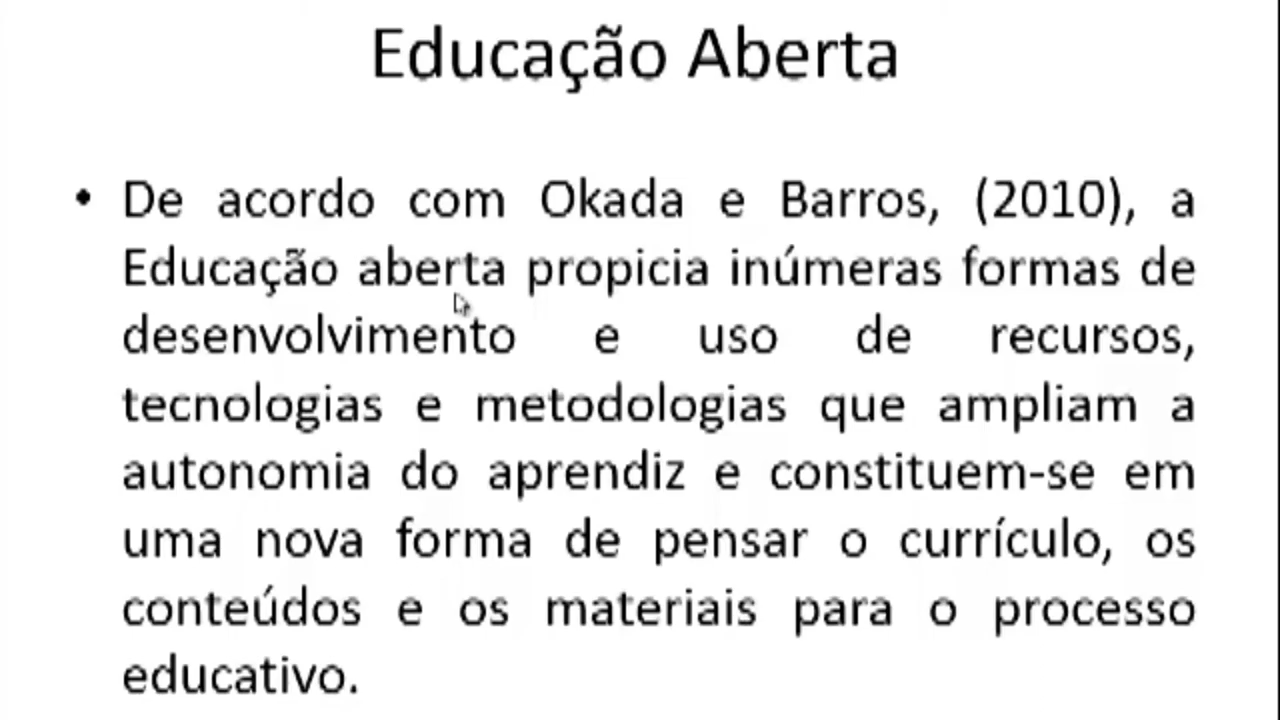 Educação Aberta
• De acordo com Okada e Barros, (2010), a
Educação aberta propicia inúmeras formas de
desenvolvimento e uso de recursos,
tecnologias e metodologias que ampliam a
autonomia do aprendiz e constituem-se em
uma nova forma de pensar o currículo, os
conteúdos e os materiais para o processo
educativo.